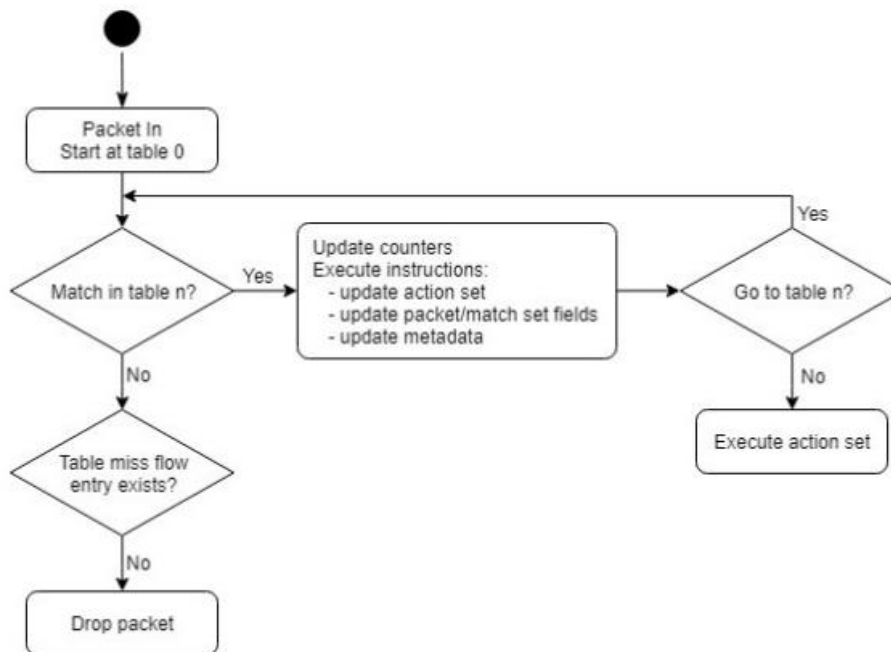 Packet In
Start at table 0
Yes
Match in table n?
Yes
Update counters
Execute instructions:
- update action set
- update packet/match set fields
- update metadata
Go to table n?
No
No
Execute action set
Table miss flow
entry exists?
No
Drop packet